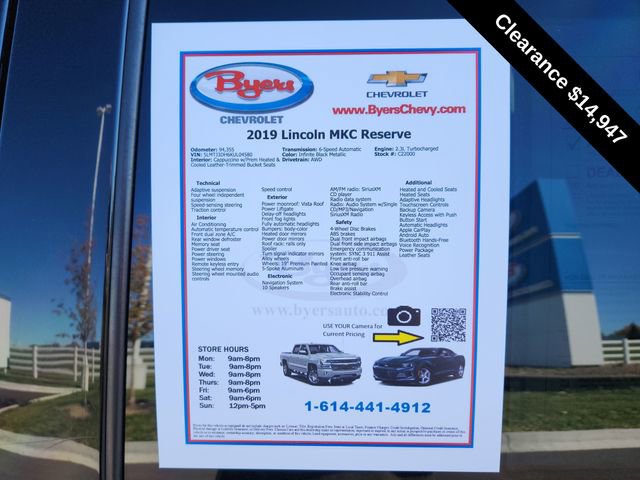 Clearance $14,947
Byers
CHEVROLET
CHEVROLET
www.ByersChevy.com
2019 Lincoln MKC Reserve
Odometer: 94,355
Transmission: 6-Speed Automatic
Engine: 2.3L Turbocharged
Color: Infinite Black Metallic
Stock #: C22000
Interior: Cappuccino w/Prem Heated &
Cooled Leather-Trimmed Bucket Seats
Drivetrain: AWD
Technical
Adaptive suspension
Four wheel independent
suspension
Speed-sensing steering
Traction control
Interior
Air Conditioning
Automatic temperature control
Front dual zone A/C
Rear window defroster
Memory seat
Power driver seat
Power steering
Power windows
Remote keyless entry
Steering wheel memory
Steering wheel mounted audio
controls
Speed control
Exterior
Power moonroof: Vista Roof
Power Liftgate
Delay-off headlights
Front fog lights
Fully automatic headlights
Bumpers: body-color
Heated door mirrors
Power door mirrors
Roof rack: rails only
Spoiler
Turn signal indicator mirrors
Alloy wheels
Wheels: 19" Premium Painted
5-Spoke Aluminum
Electronic
Navigation System
10 Speakers
AM/FM radio: SiriusXM
CD player
Radio data system
Radio: Audio System w/Single
CD/MP3/Navigation
SiriusXM Radio
Safety
4-Wheel Disc Brakes
ABS brakes
Dual front impact airbags
Dual front side impact airbags
Emergency communication
system: SYNC 3 911 Assist
Front anti-roll bar
Knee airbag
Low tire pressure warning
Occupant sensing airbag
Overhead airbag
Rear anti-roll bar
Brake assist
Electronic Stability Control
Additional
Heated and Cooled Seats
Heated Seats
Adaptive Headlights
Touchscreen Controls
Backup Camera
Keyless Access with Push
Button Start
Automatic Headlights
Apple CarPlay
Android Auto
Bluetooth Hands-Free
Voice Recognition
Power Package
Leather Seats
www.byersauto.com
USE YOUR Camera for
Current Pricing
STORE HOURS
Mon: 9am-8pm
Tue: 9am-8pm
Wed: 9am-8pm
Thurs: 9am-8pm
Fri: 9am-6pm
Sat: 9am-6pm
Sun: 12pm-5pm
1-614-441-4912